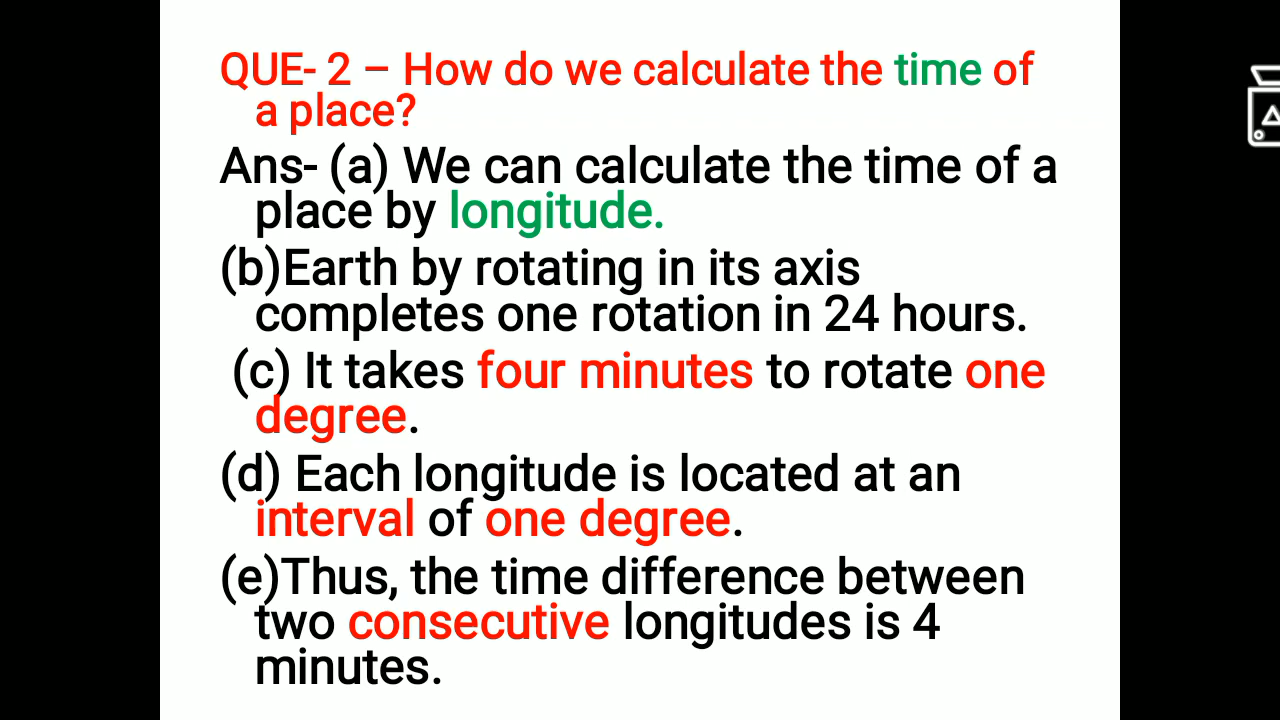 QUE- 2 – How do we calculate the time of
a place?
Ans- (a) We can calculate the time of a
place by longitude.
(b)Earth by rotating in its axis
completes one rotation in 24 hours.
(c) It takes four minutes to rotate one
degree.
(d) Each longitude is located at an
interval of one degree.
(e)Thus, the time difference between
two consecutive longitudes is 4
minutes.